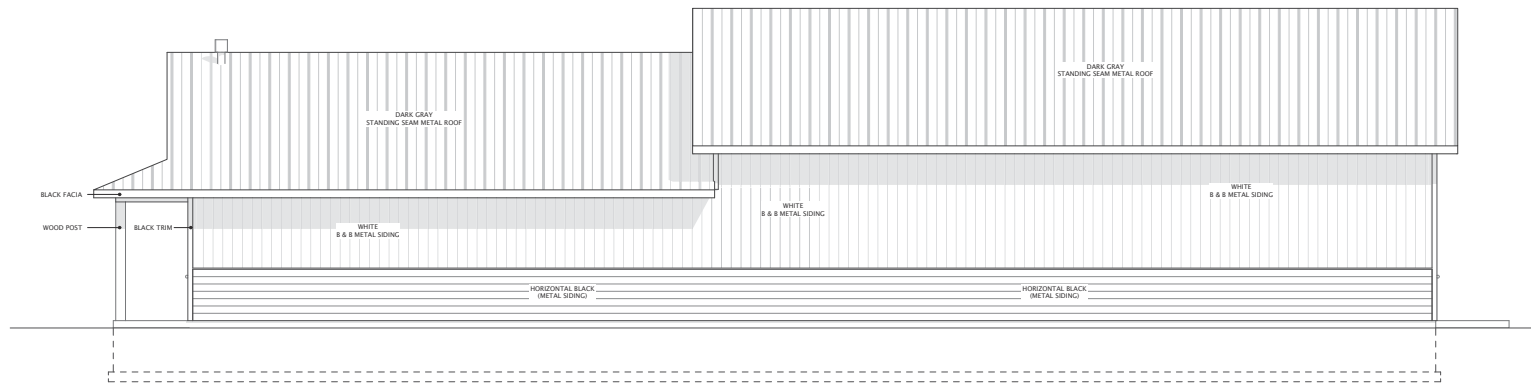 DARK GRAY
STANDING SEAM METAL ROOF
DARK GRAY
STANDING SEAM METAL ROOF
BLACK FACIA
WHITE
B & B METAL SIDING
WHITE
B & B METAL SIDING
WOOD POST
BLACK TRIM
WHITE
B & B METAL SIDING
HORIZONTAL BLACK
(METAL SIDING)
HORIZONTAL BLACK
(METAL SIDING)